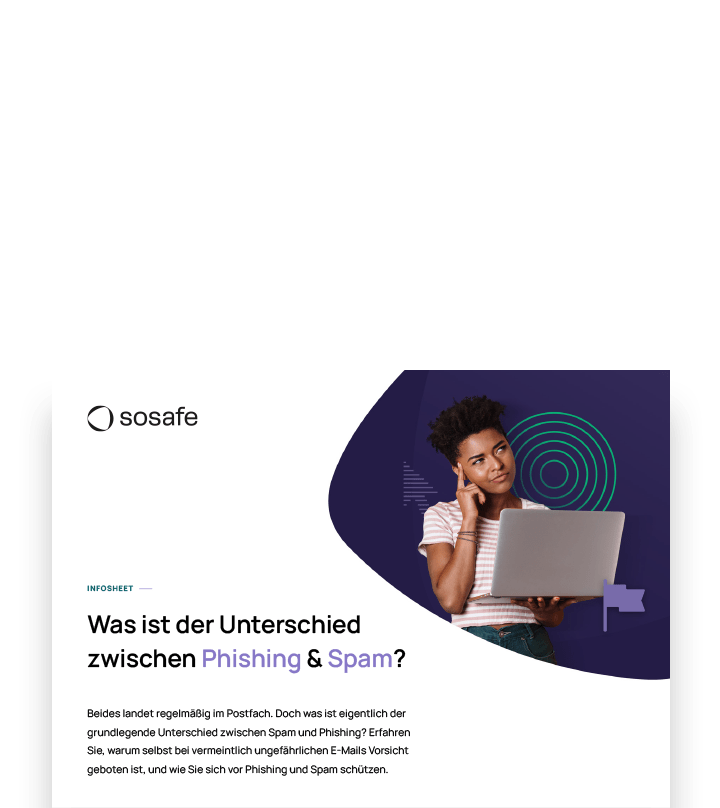 sosafe
INFOSHEET
Was ist der Unterschied
zwischen Phishing & Spam?
Beides landet regelmäßig im Postfach. Doch was ist eigentlich der
grundlegende Unterschied zwischen Spam und Phishing? Erfahren
Sie, warum selbst bei vermeintlich ungefährlichen E-Mails Vorsicht
geboten ist, und wie Sie sich vor Phishing und Spam schützen.